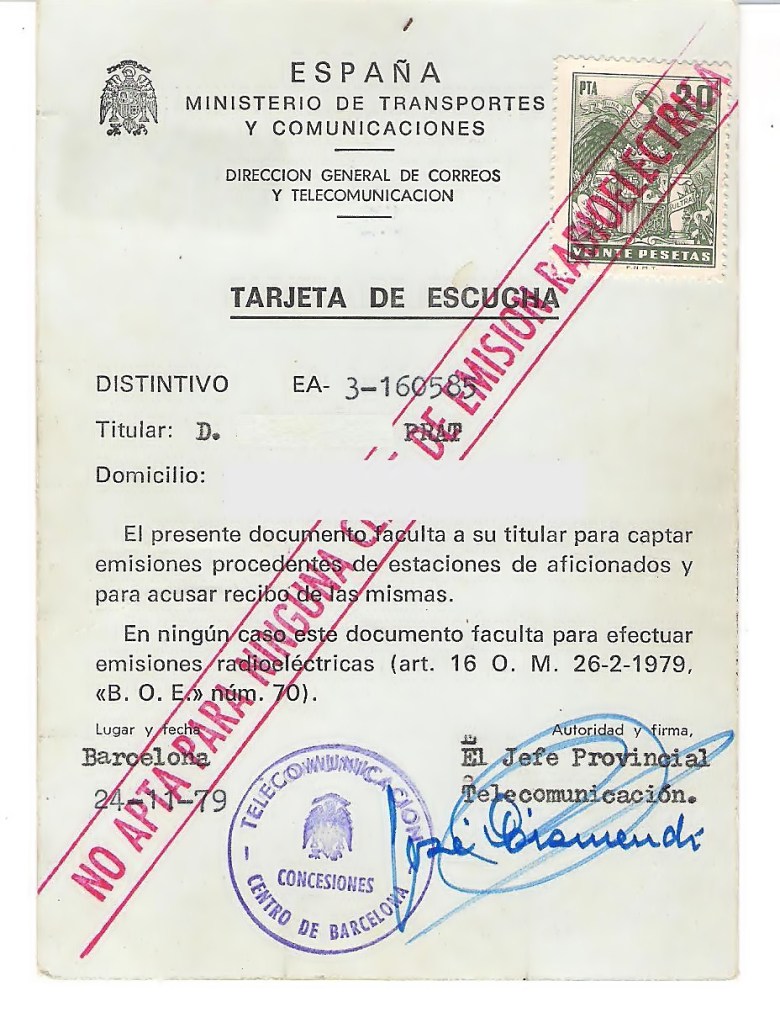 ESPAÑA
MINISTERIO DE TRANSPORTES
Y COMUNICACIONES
DIRECCION GENERAL DE CORREOS
Y TELECOMUNICACION
PTA 20
ULTRA
VEINTE PESETAS
F.N.M.T.
TARJETA DE ESCUCHA
DISTINTIVO EA- 3-160585
Titular: D. PRAT
Domicilio:
El presente documento faculta a su titular para captar
emisiones procedentes de estaciones de aficionados y
para acusar recibo de las mismas.
En ningún caso este documento faculta para efectuar
emisiones radioeléctricas (art. 16 O. M. 26-2-1979,
«B. O. E.» núm. 70).
Lugar y fecha
Autoridad y firma,
Barcelona
El Jefe Provincial de
24-11-79
Telecomunicación.
NO APTA PARA NINGUNA DE EMISION RADIOELECTRICA
TELECOMUNICACION
CONCESIONES
CENTRO DE BARCELONA
José